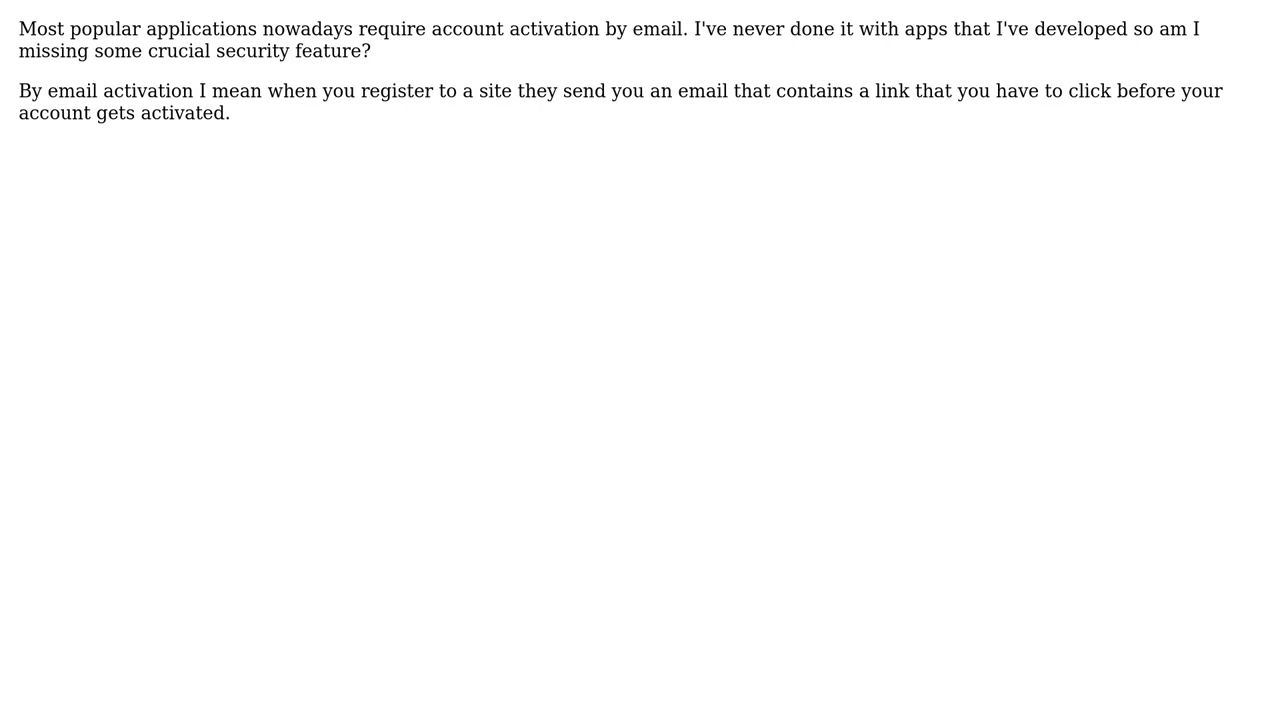 Most popular applications nowadays require account activation by email. I've never done it with apps that I've developed so am I
missing some crucial security feature?
By email activation I mean when you register to a site they send you an email that contains a link that you have to click before your
account gets activated.